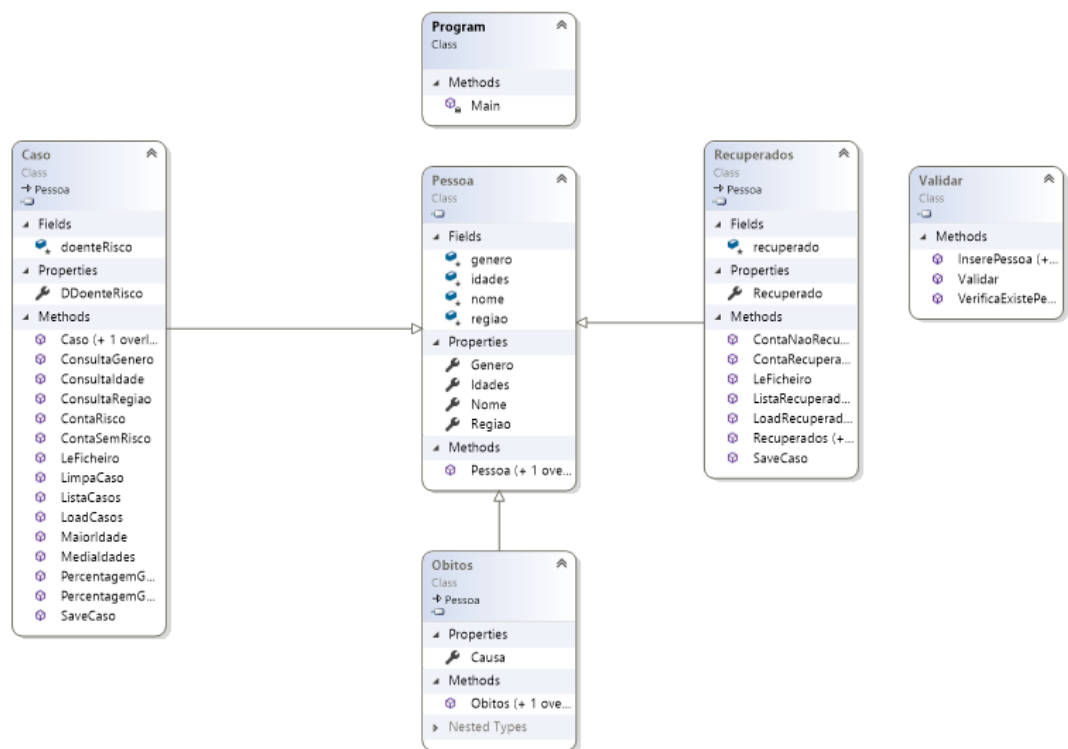 Program
Class
Methods
Main
Caso
Class
Pessoa
Fields
doenteRisco
Properties
DDoenteRisco
Methods
Caso (+ 1 overl...
ConsultaGenero
ConsultaIdade
ConsultaRegiao
ContaRisco
ContaSemRisco
LeFicheiro
LimpaCaso
ListaCasos
LoadCasos
MaiorIdade
MediaIdades
PercentagemG...
PercentagemG...
SaveCaso
Pessoa
Class
Fields
genero
idades
nome
regiao
Properties
Genero
Idades
Nome
Regiao
Methods
Pessoa (+ 1 ove...
Recuperados
Class
Pessoa
Fields
recuperado
Properties
Recuperado
Methods
ContaNaoRecu...
ContaRecupera...
LeFicheiro
ListaRecuperad...
LoadRecuperad...
Recuperados (+...
SaveCaso
Validar
Class
Methods
InserePessoa (+...
Validar
VerificaExistePe...
Obitos
Class
Pessoa
Properties
Causa
Methods
Obitos (+ 1 ove...
Nested Types